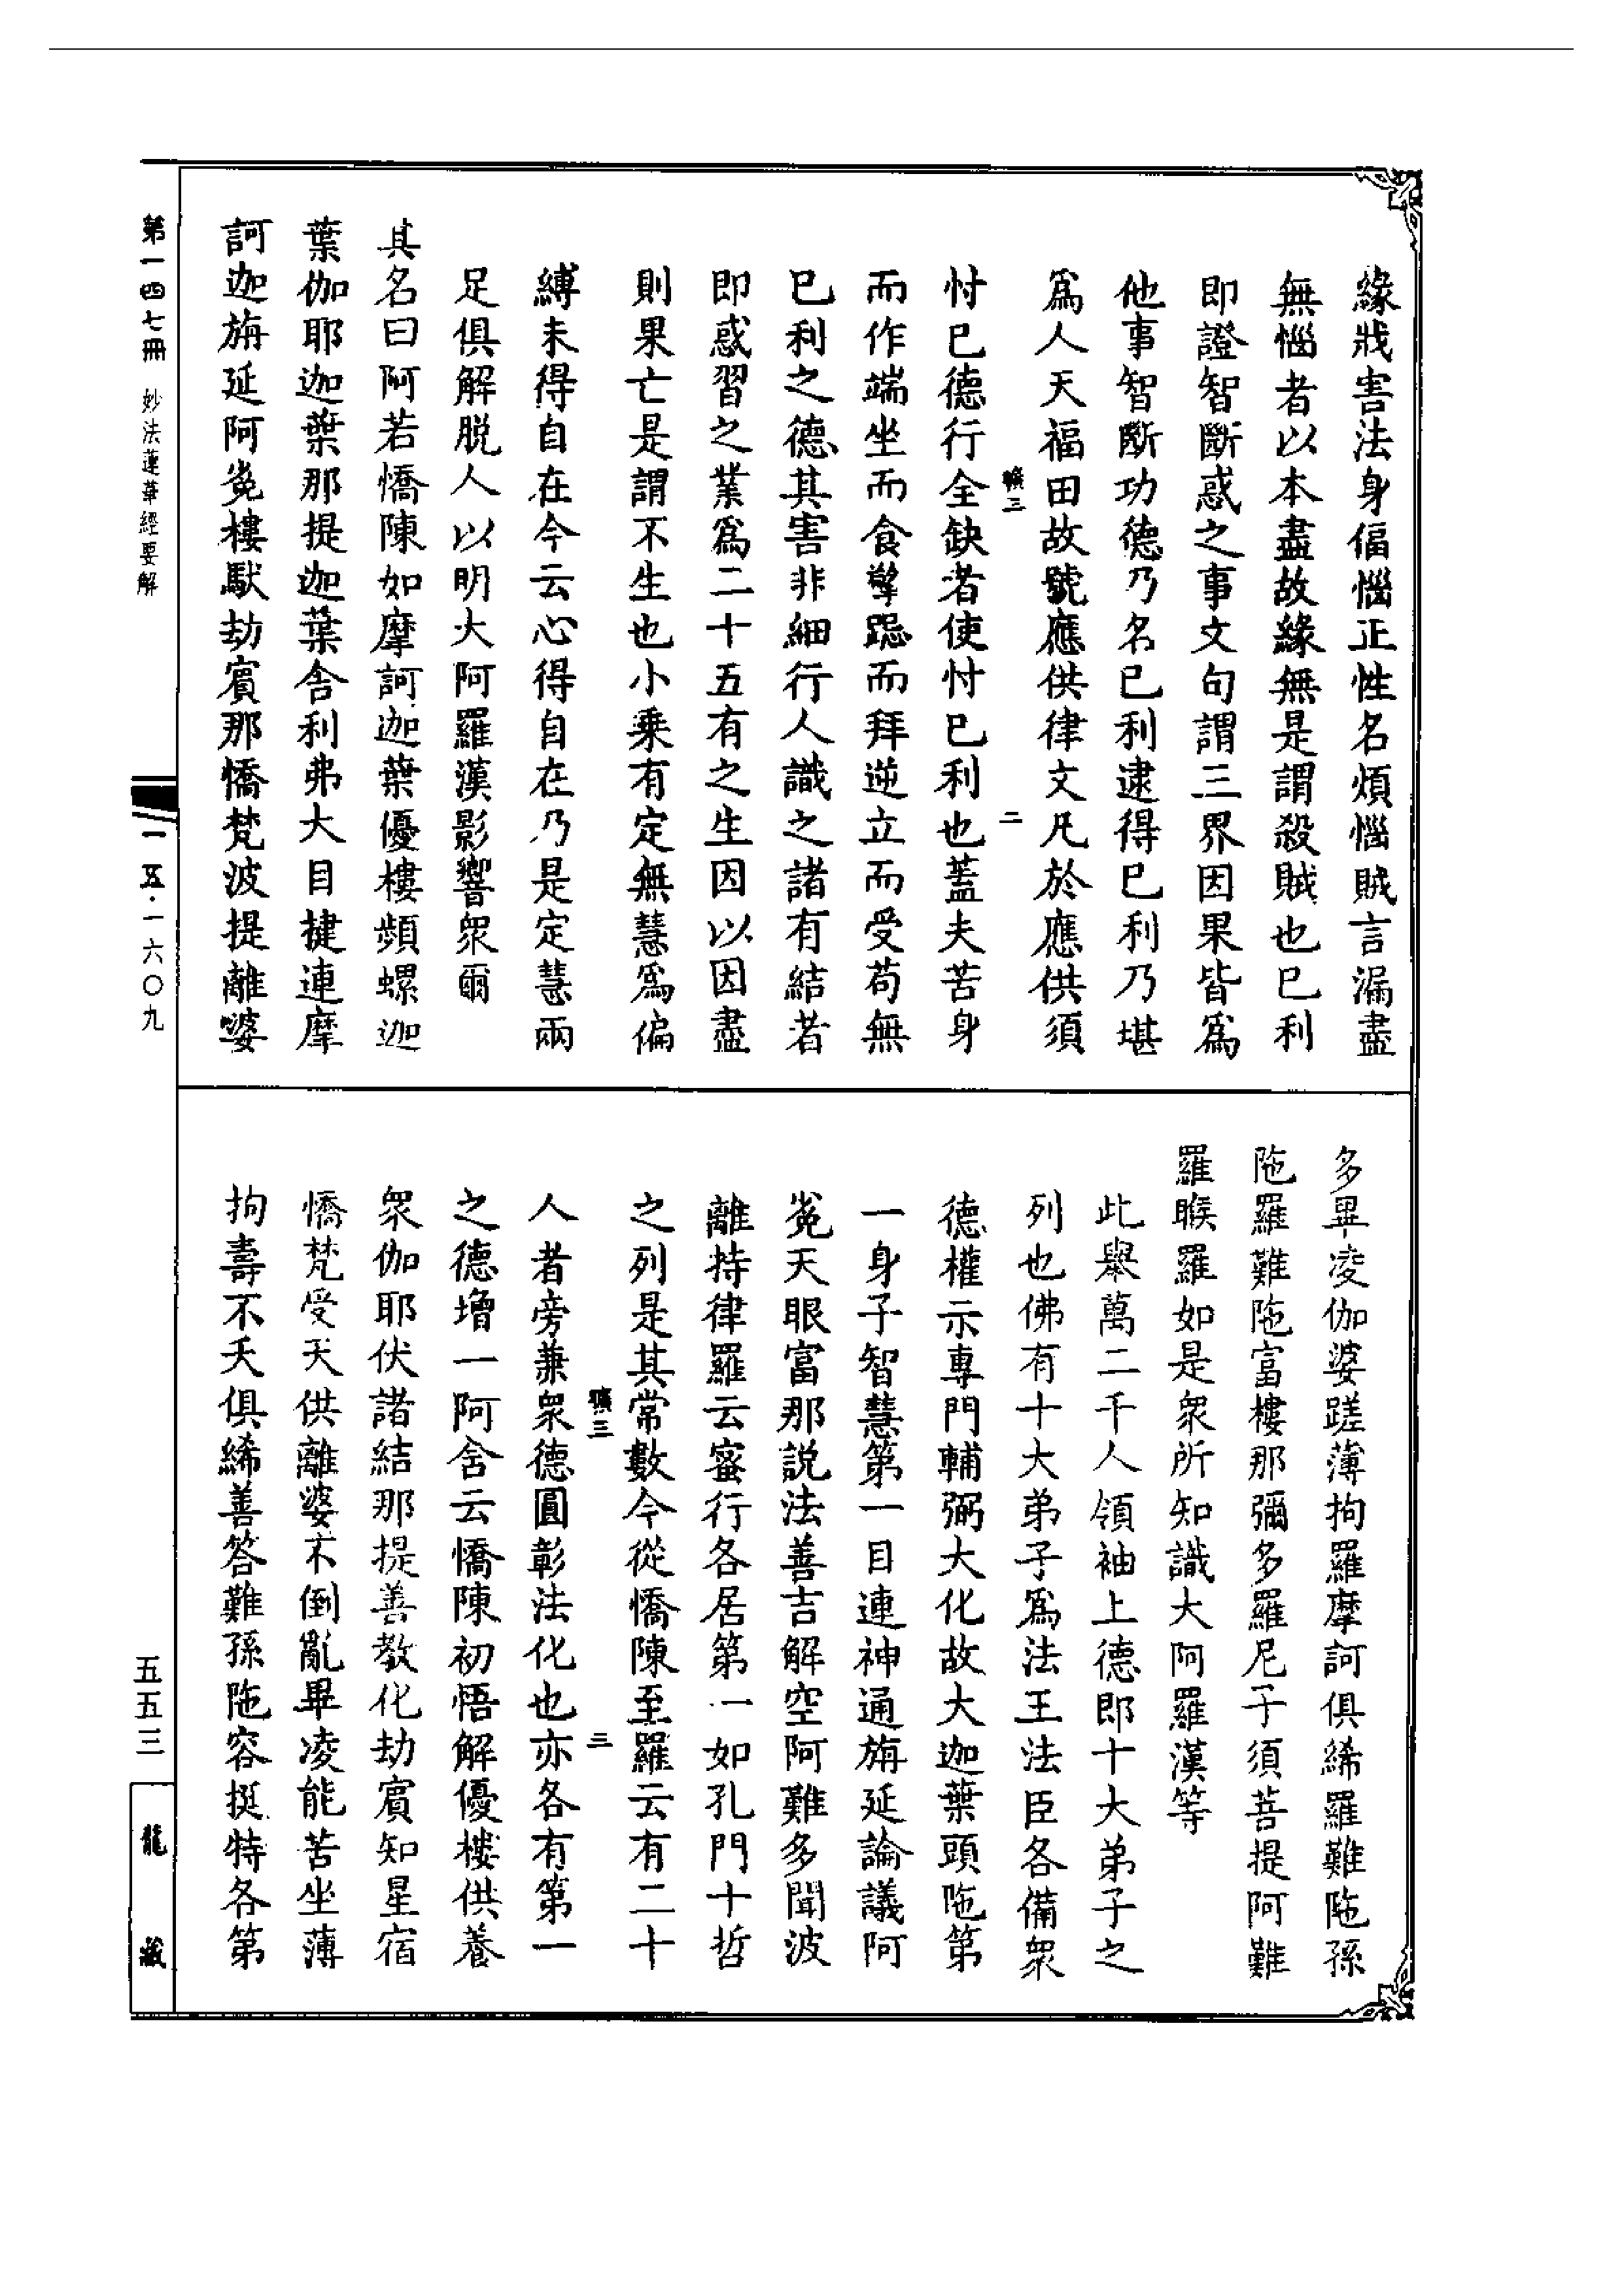 緣戕害法身偪惱正性名煩惱賊言漏盡
無惱者以本盡故緣無是謂殺賊也巳利
即證智斷惑之事文句謂三界因果皆爲
他事智斷功德乃名巳利逮得巳利乃堪
爲人天福田故號應供律文凡於應供須
忖巳德行全缺者使忖巳利也蓋夫苦身
而作端坐而食擎跽而拜逆立而受苟無
巳利之德其害非細行人識之諸有結者
即惑習之業爲二十五有之生因以因盡
則果亡是謂不生也小乘有定無慧爲偏
縛未得自在今云心得自在乃是定慧兩
足俱解脱人以明大阿羅漢影響衆爾
其名曰阿若憍陳如摩訶迦葉優樓頻螺迦
葉伽耶迦葉那提迦葉舍利弗大目揵連摩
訶迦旃延阿㝹樓馱劫賓那憍梵波提離婆
二
多畢凌伽婆蹉薄拘羅摩訶俱絺羅難陁孫
陁羅難陁富樓那彌多羅尼子須菩提阿難
羅睺羅如是衆所知識大阿羅漢等
此舉萬二千人領袖上德即十大弟子之
列也佛有十大弟子爲法王法臣各備衆
德權示專門輔弼大化故大迦葉頭陁第
一身子智慧第一目連神通旃延論議阿
㝹天眼富那説法善吉解空阿難多聞波
離持律羅云宻行各居第一如孔門十哲
之列是其常數今從憍陳至羅云有二十
人者旁兼衆德圓彰法化也亦各有第一
之德增一阿含云憍陳初悟解優樓供養
衆伽耶伏諸結那提善教化劫賓知星宿
憍梵受天供離婆不倒亂畢凌能苦坐薄
拘壽不夭俱絺善答難孫陁容挺特各第
三
第一四七冊 妙法蓮華經要解
一五·一六〇九
五五三
龍藏